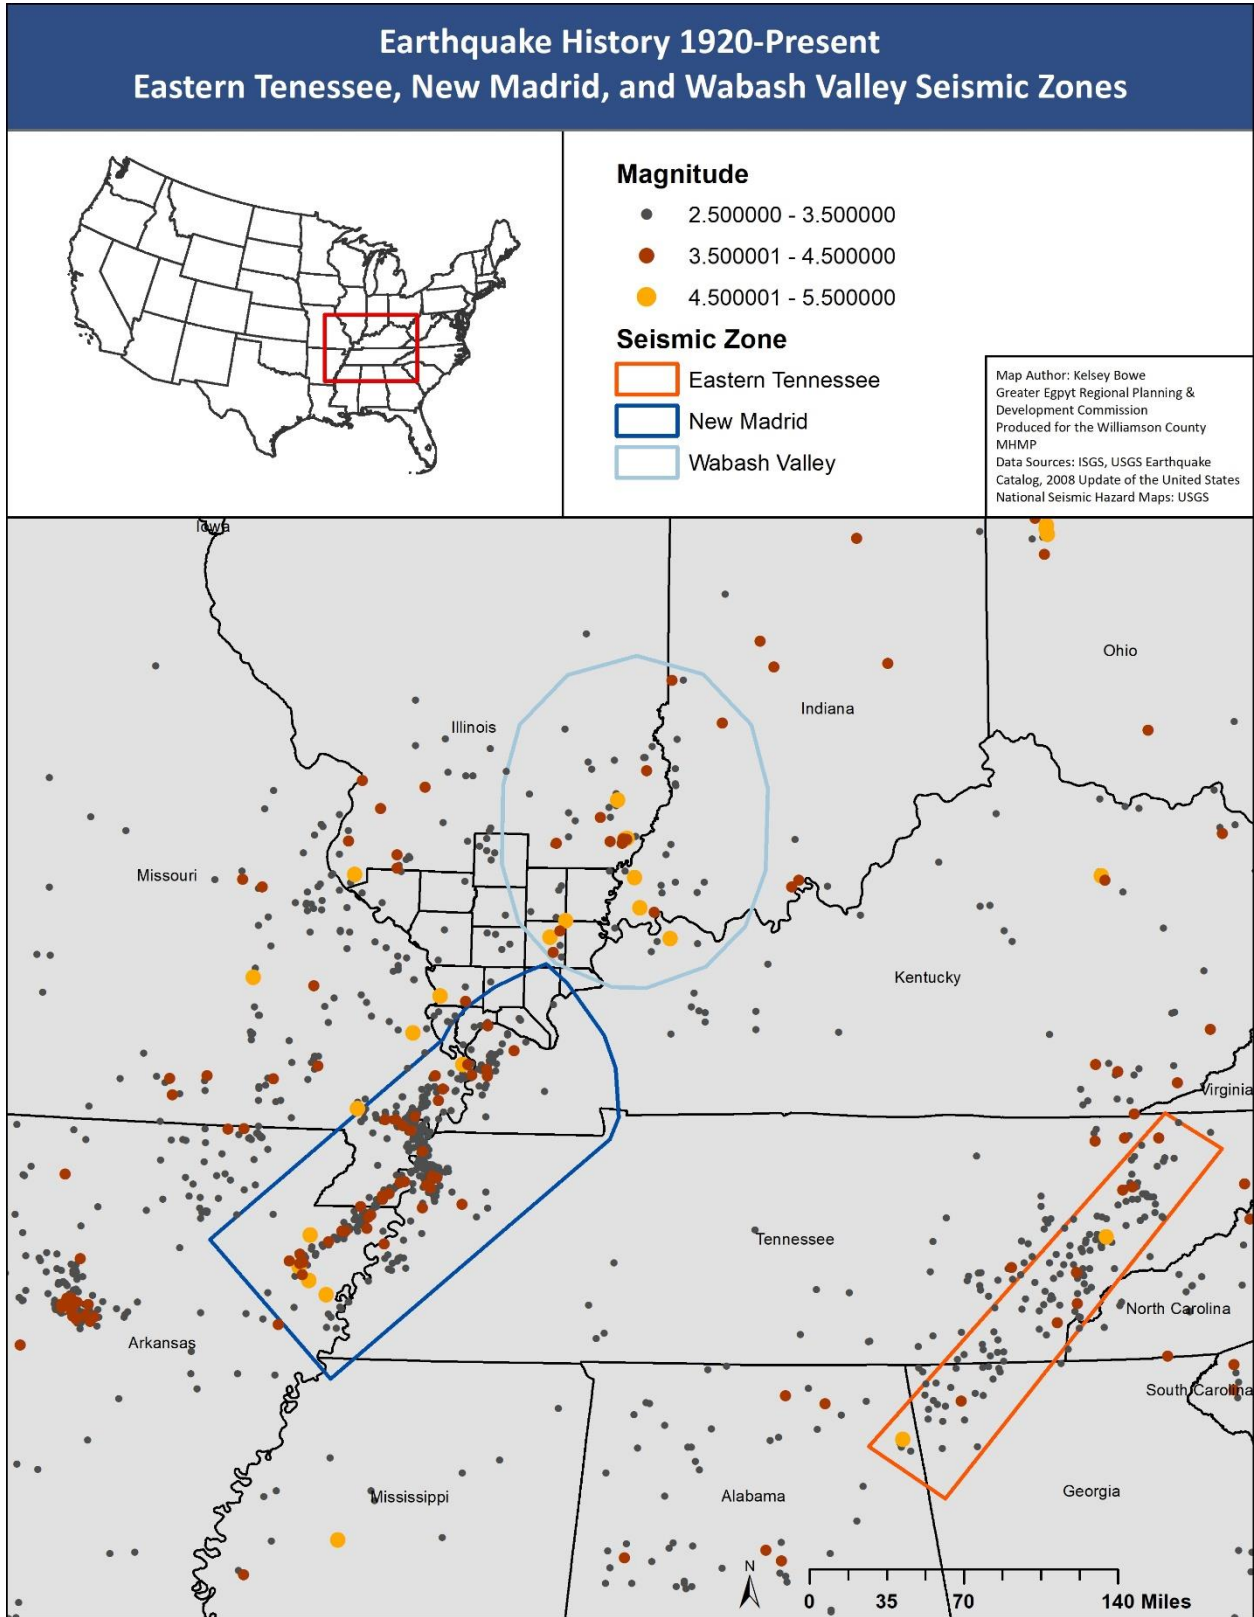 Earthquake History 1920-Present
Eastern Tenessee, New Madrid, and Wabash Valley Seismic Zones
Magnitude
2.500000 - 3.500000
3.500001 - 4.500000
4.500001 - 5.500000
Seismic Zone
Eastern Tennessee
New Madrid
Wabash Valley
Map Author: Kelsey Bowe
Greater Egpyt Regional Planning &
Development Commission
Produced for the Williamson County
MHMP
Data Sources: ISGS, USGS Earthquake
Catalog, 2008 Update of the United States
National Seismic Hazard Maps: USGS
Iowa
Ohio
Indiana
Illinois
Missouri
Kentucky
Virginia
Tennessee
North Carolina
Arkansas
South Carolina
Mississippi
Alabama
Georgia
N
0 35 70 140 Miles